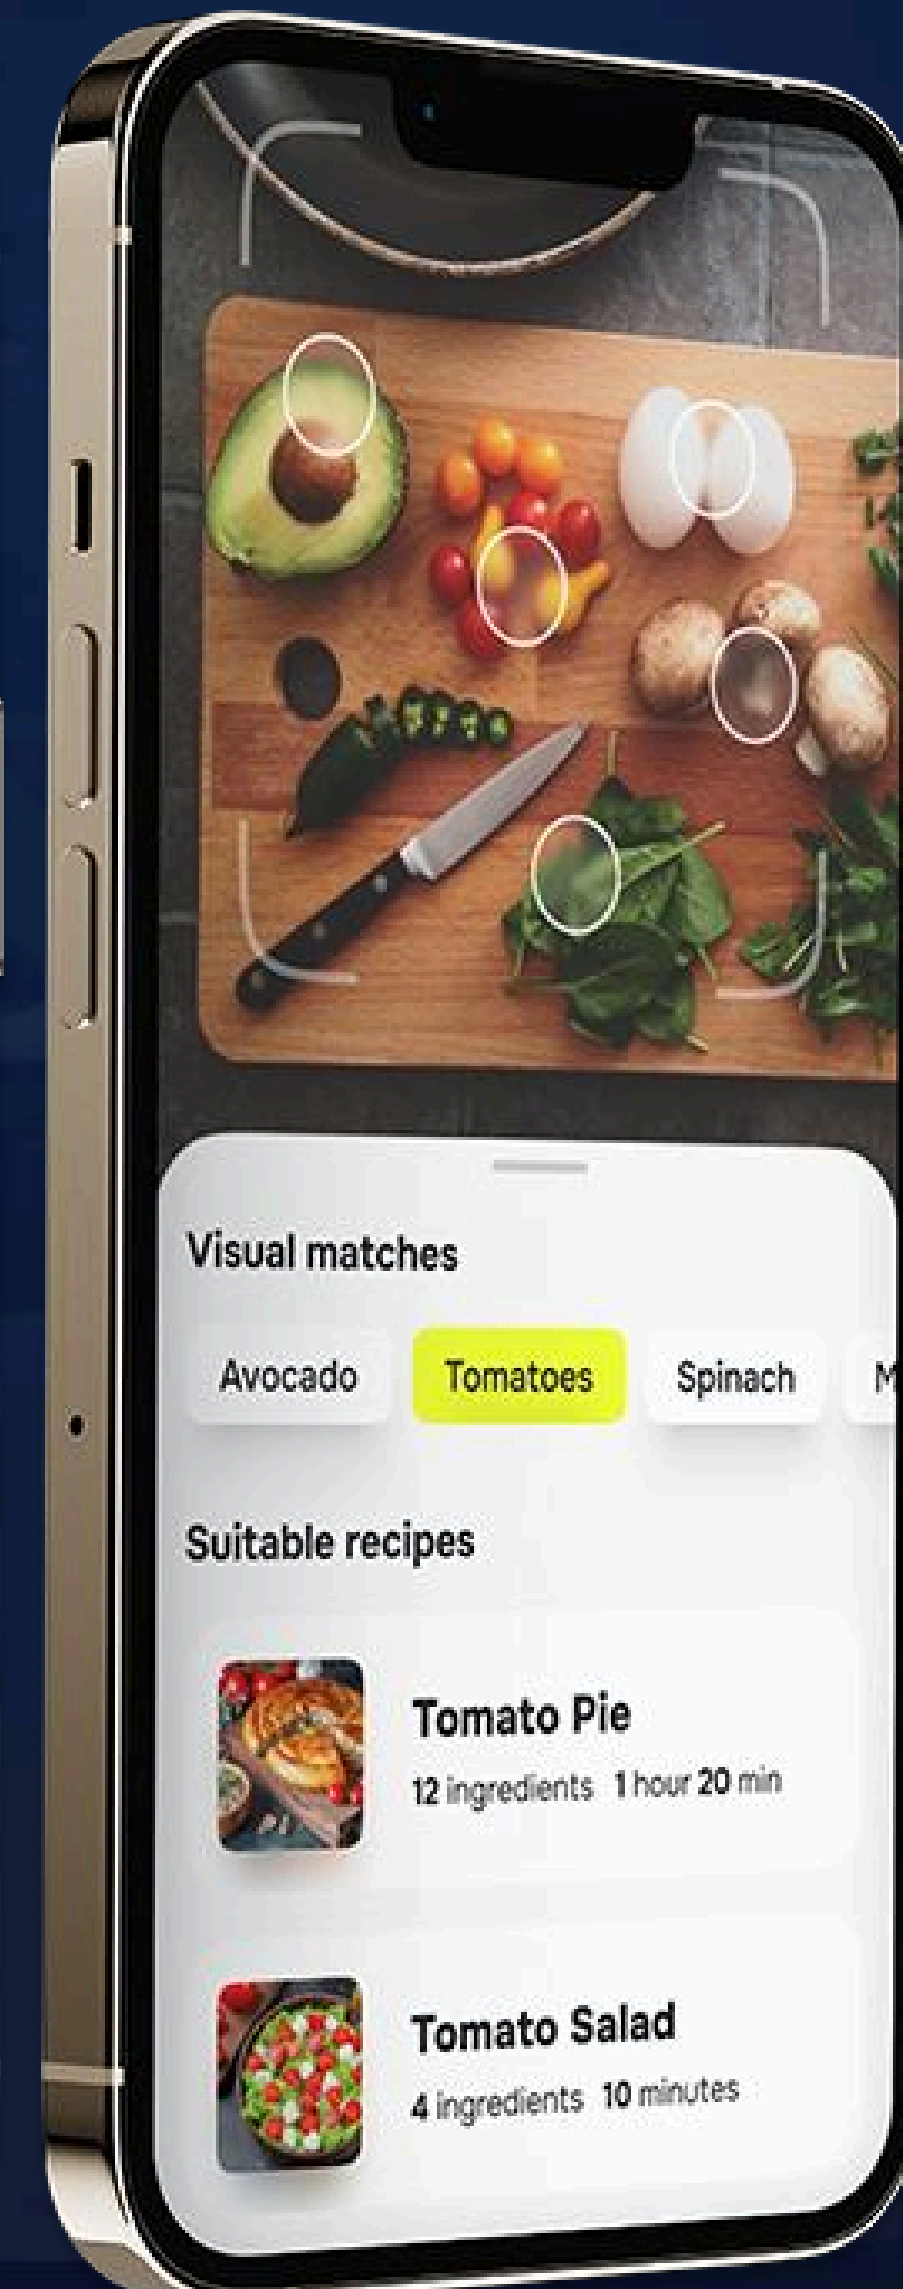 Visual matches
Avocado Tomatoes Spinach M
Suitable recipes
Tomato Pie
12 ingredients 1 hour 20 min
Tomato Salad
4 ingredients 10 minutes